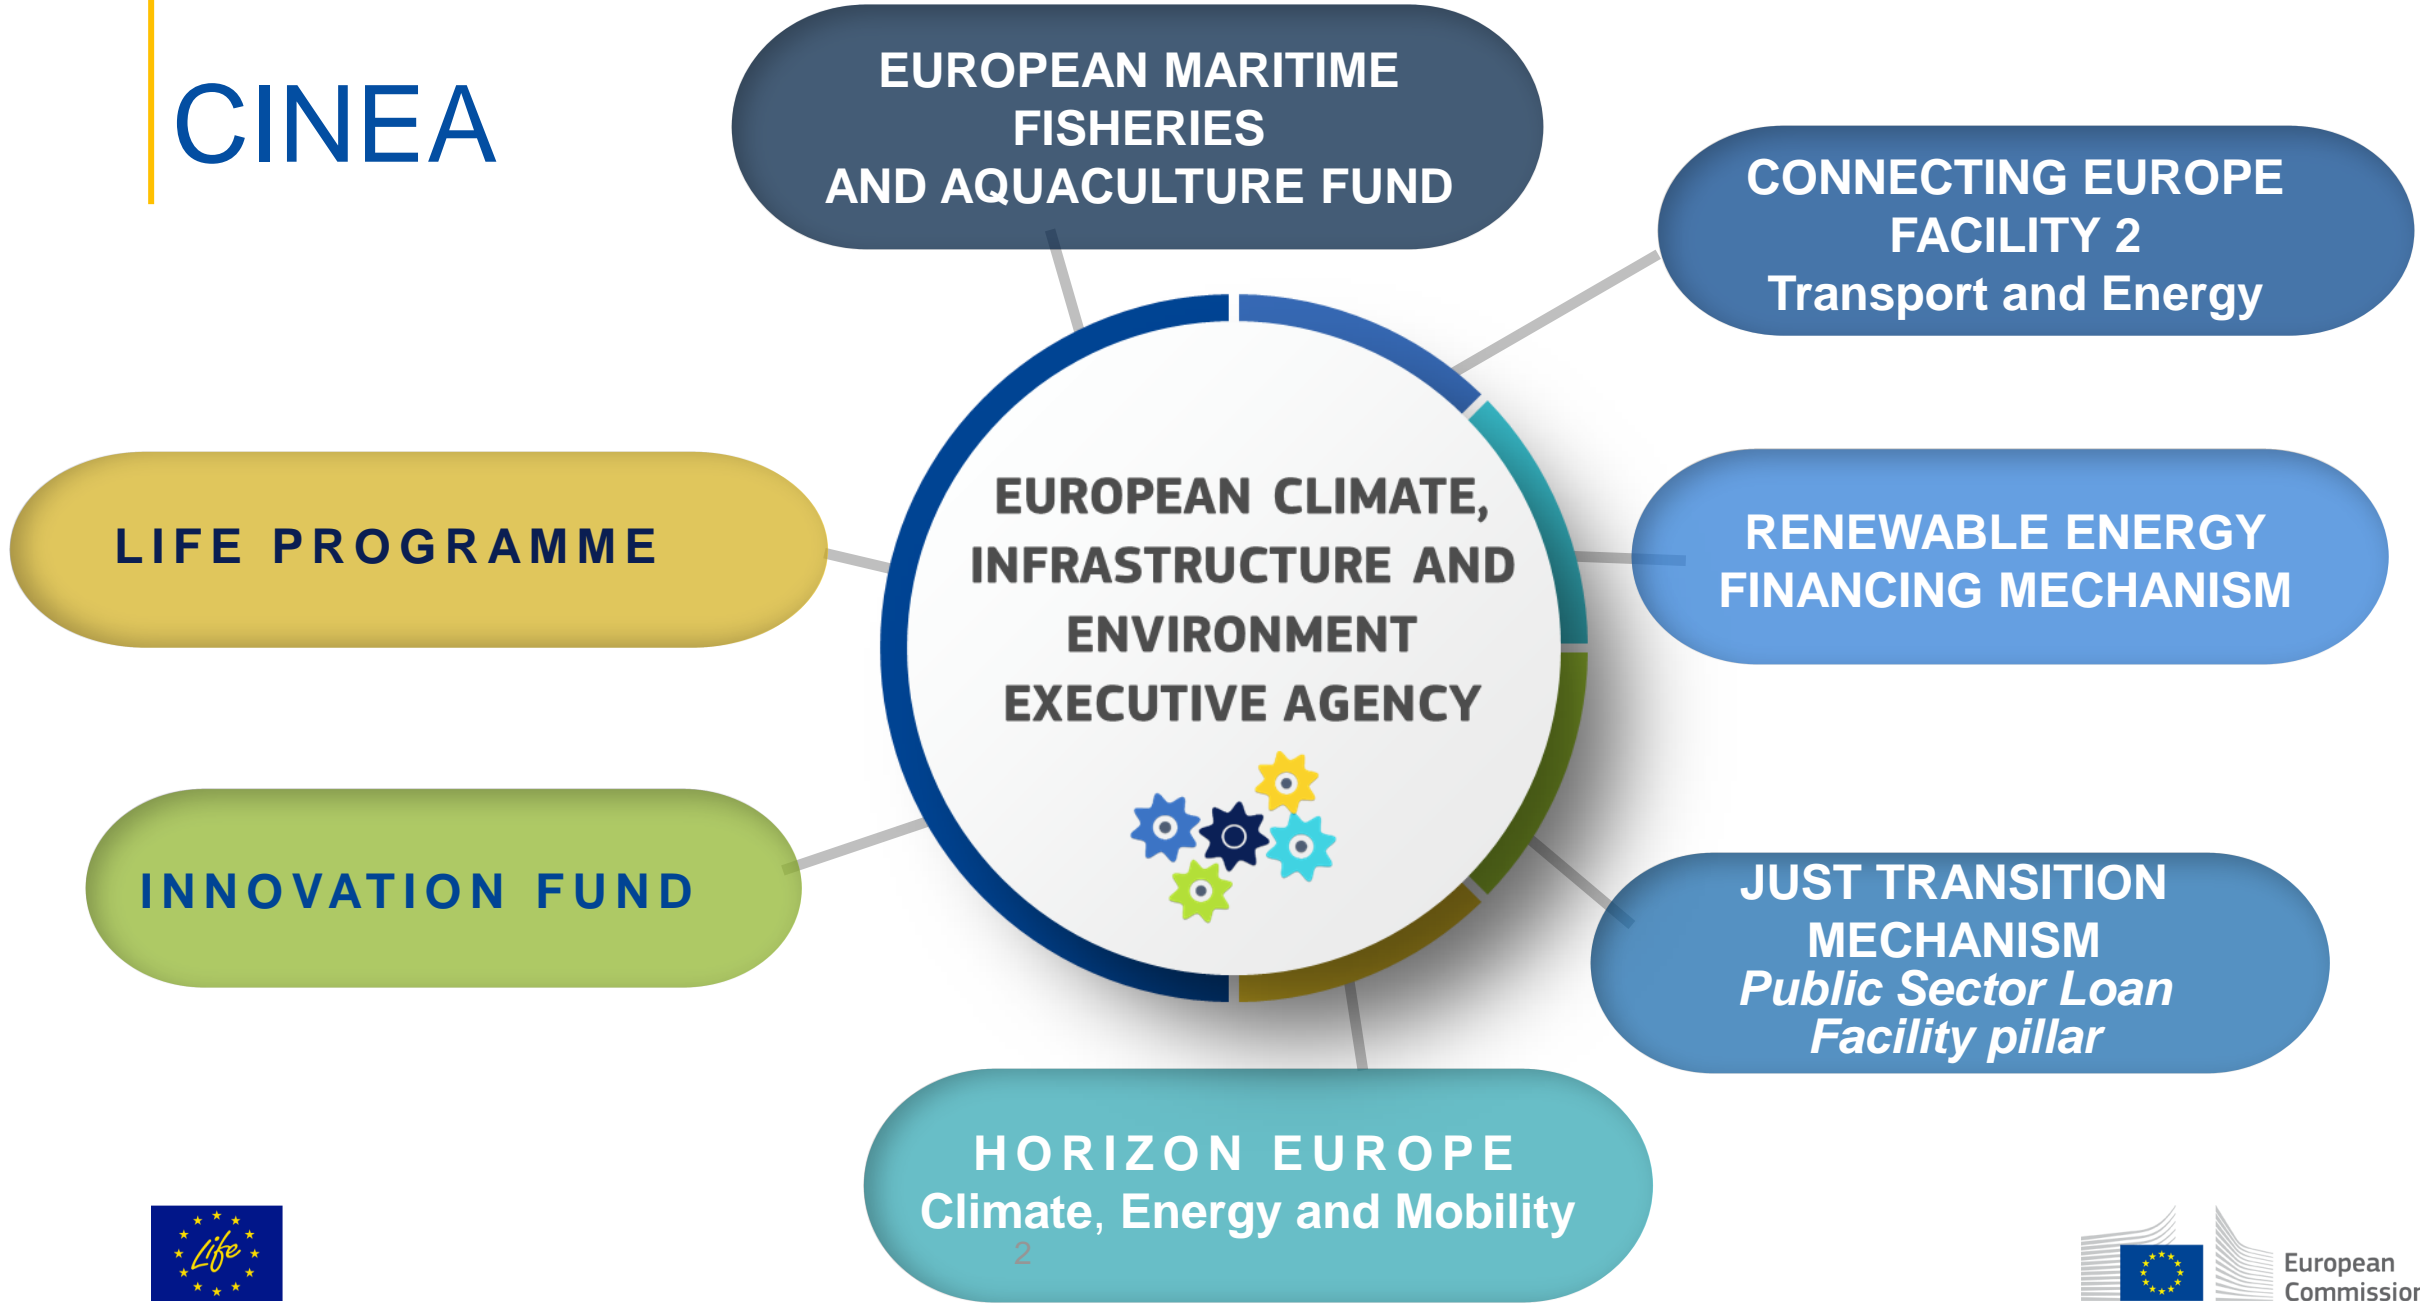 CINEA
EUROPEAN MARITIME
FISHERIES
AND AQUACULTURE FUND
CONNECTING EUROPE
FACILITY 2
Transport and Energy
LIFE PROGRAMME
EUROPEAN CLIMATE,
INFRASTRUCTURE AND
ENVIRONMENT
EXECUTIVE AGENCY
RENEWABLE ENERGY
FINANCING MECHANISM
INNOVATION FUND
JUST TRANSITION
MECHANISM
Public Sector Loan
Facility pillar
HORIZON EUROPE
Climate, Energy and Mobility
2
Life
European
Commission